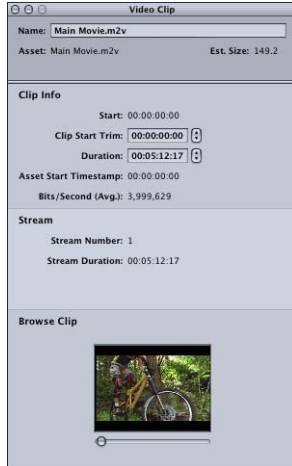 Video Clip
Name: Main Movie.m2v
Asset: Main Movie.m2v Est. Size: 149.2
Clip Info
Start: 00:00:00:00
Clip Start Trim: 00:00:00:00
Duration: 00:05:12:17
Asset Start Timestamp: 00:00:00:00
Bits/Second (Avg.): 3,999,629
Stream
Stream Number: 1
Stream Duration: 00:05:12:17
Browse Clip